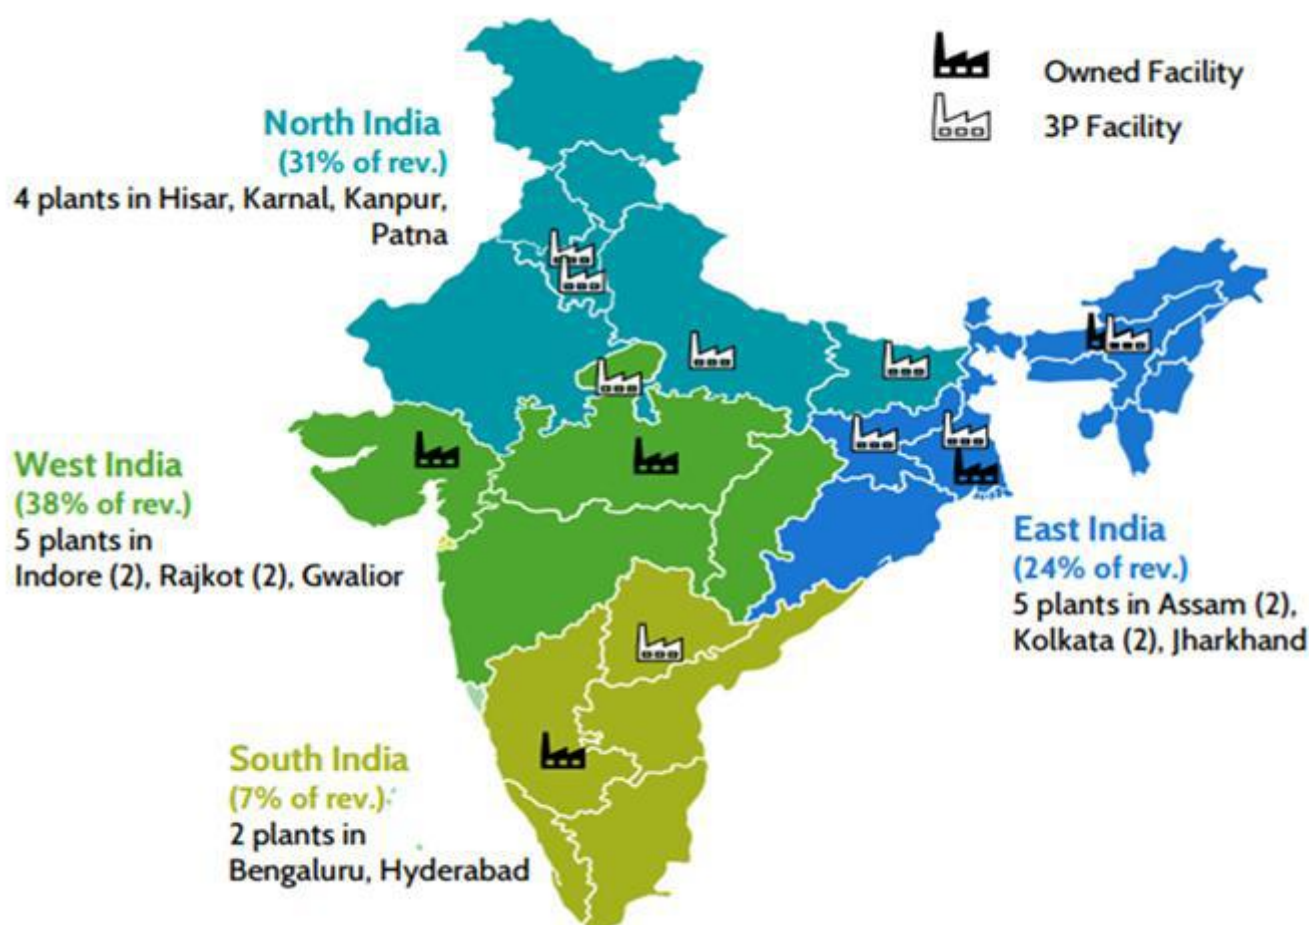 Owned Facility
3P Facility
North India
(31% of rev.)
4 plants in Hisar, Karnal, Kanpur,
Patna
West India
(38% of rev.)
5 plants in
Indore (2), Rajkot (2), Gwalior
East India
(24% of rev.)
5 plants in Assam (2),
Kolkata (2), Jharkhand
South India
(7% of rev.)
2 plants in
Bengaluru, Hyderabad